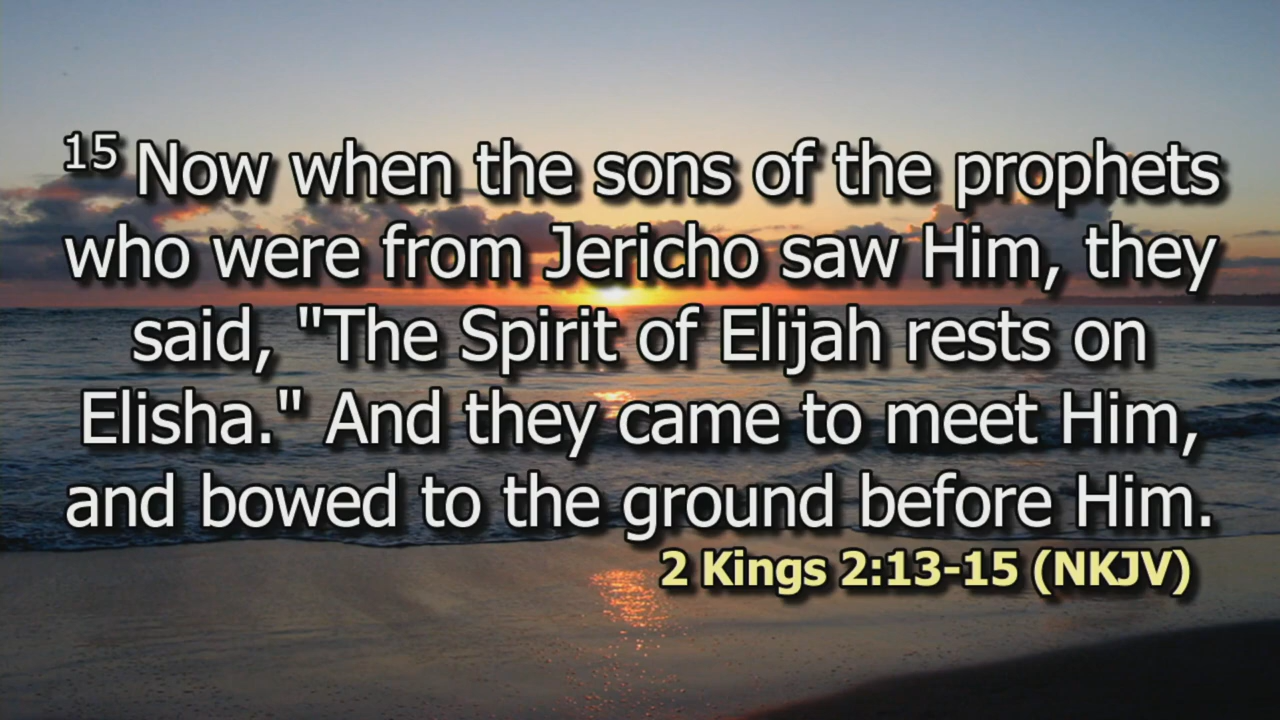 15 Now when the sons of the prophets
who were from Jericho saw Him, they
said, "The Spirit of Elijah rests on
Elisha." And they came to meet Him,
and bowed to the ground before Him.
2 Kings 2:13-15 (NKJV)